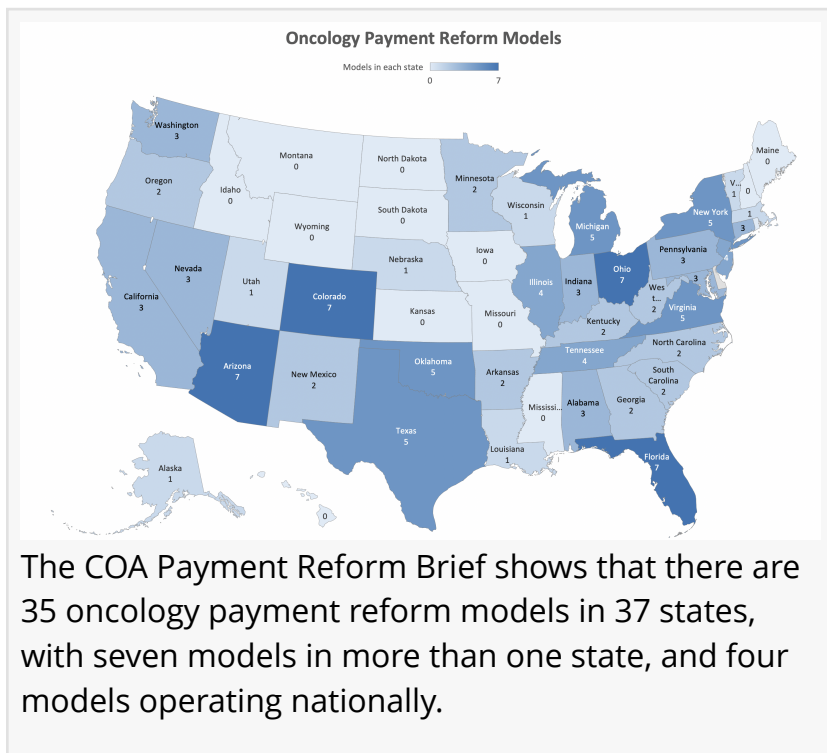 Oncology Payment Reform Models
Models in each state
0
7
Washington
3
Montana
0
North Dakota
0
Minnesota
2
Maine
0
Oregon
2
Idaho
0
South Dakota
0
Wisconsin
1
V...
1
0
Wyoming
0
Michigan
5
New York
5
1
3
Nebraska
1
Iowa
0
Pennsylvania
3
4
Nevada
3
Utah
1
Colorado
7
Illinois
4
Indiana
3
Ohio
7
3
California
3
Kansas
0
Missouri
0
Wes
t...
2
Virginia
5
Kentucky
2
North Carolina
2
Tennessee
4
Arizona
7
New Mexico
2
Oklahoma
5
Arkansas
2
South
Carolina
2
Mississi...
0
Alabama
3
Georgia
2
Texas
5
Louisiana
1
Florida
7
Alaska
1
0
The COA Payment Reform Brief shows that there are
35 oncology payment reform models in 37 states,
with seven models in more than one state, and four
models operating nationally.